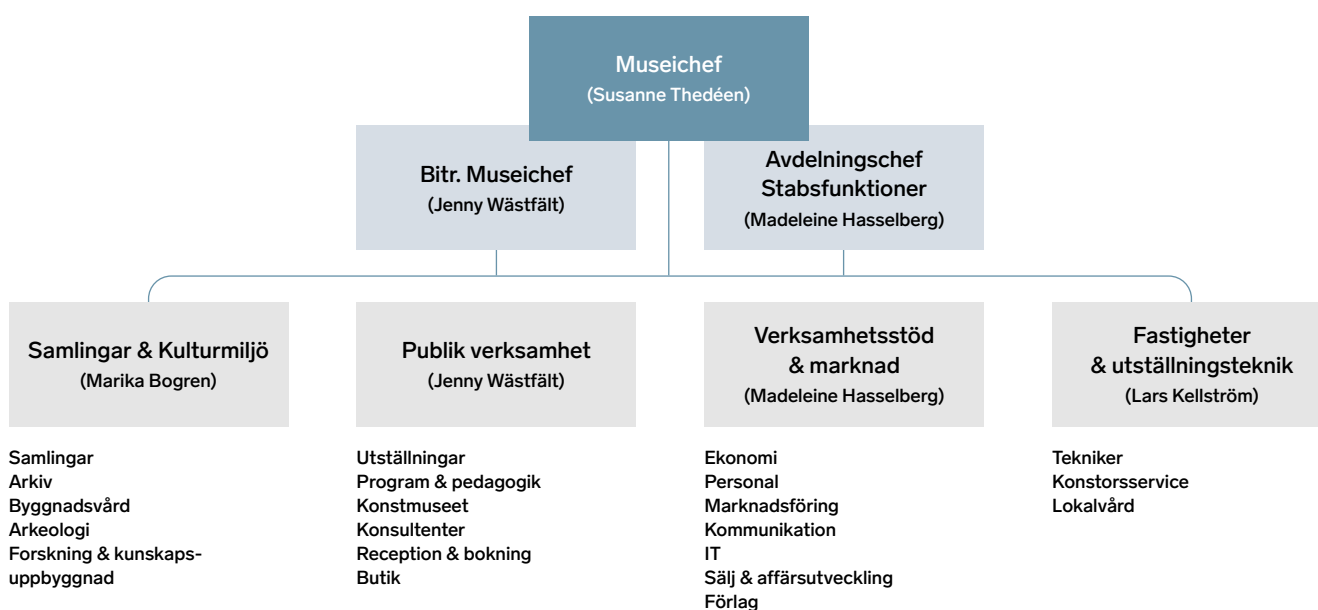 Museichef
(Susanne Thedéen)
Bitr. Museichef
(Jenny Wästfält)
Avdelningschef
Stabsfunktioner
(Madeleine Hasselberg)
Samlingar & Kulturmiljö
(Marika Bogren)
Publik verksamhet
(Jenny Wästfält)
Verksamhetsstöd
& marknad
(Madeleine Hasselberg)
Fastigheter
& utställningsteknik
(Lars Kellström)
Samlingar
Arkiv
Byggnadsvård
Arkeologi
Forskning & kunskaps-
uppbyggnad
Utställningar
Program & pedagogik
Konstmuseet
Konsultenter
Reception & bokning
Butik
Ekonomi
Personal
Marknadsföring
Kommunikation
IT
Sälj & affärsutveckling
Förlag
Tekniker
Konstorsservice
Lokalvård